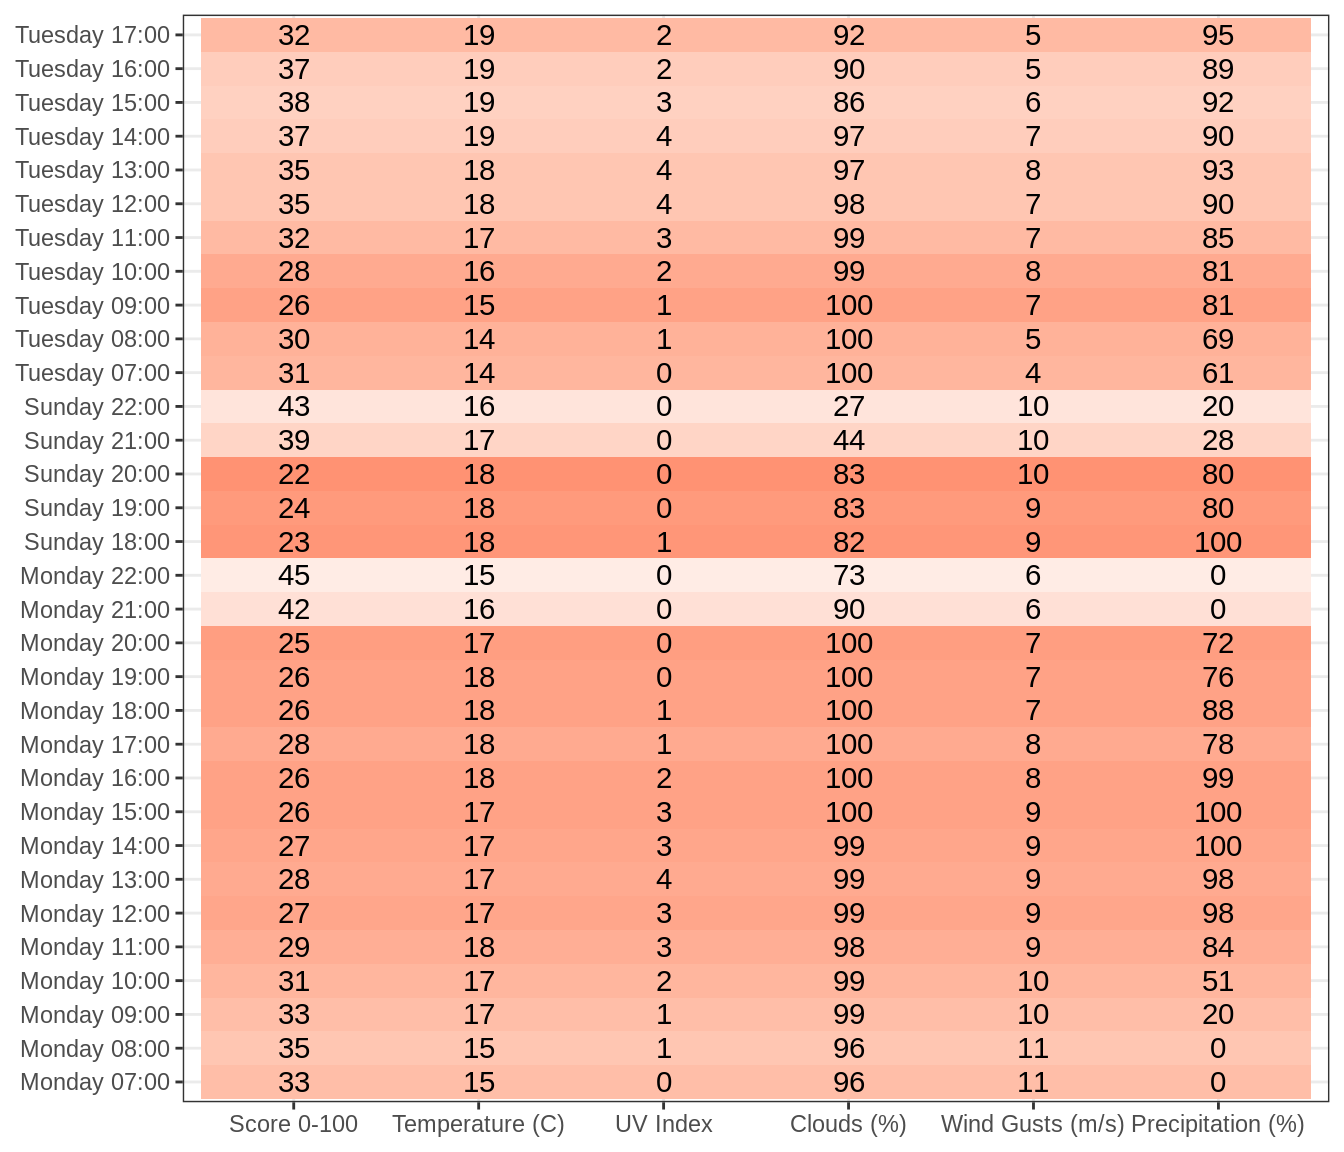 Tuesday 17:00 32 19 2 92 5 95
Tuesday 16:00 37 19 2 90 5 89
Tuesday 15:00 38 19 3 86 6 92
Tuesday 14:00 37 19 4 97 7 90
Tuesday 13:00 35 18 4 97 8 93
Tuesday 12:00 35 18 4 98 7 90
Tuesday 11:00 32 17 3 99 7 85
Tuesday 10:00 28 16 2 99 8 81
Tuesday 09:00 26 15 1 100 7 81
Tuesday 08:00 30 14 1 100 5 69
Tuesday 07:00 31 14 0 100 4 61
Sunday 22:00 43 16 0 27 10 20
Sunday 21:00 39 17 0 44 10 28
Sunday 20:00 22 18 0 83 10 80
Sunday 19:00 24 18 0 83 9 80
Sunday 18:00 23 18 1 82 9 100
Monday 22:00 45 15 0 73 6 0
Monday 21:00 42 16 0 90 6 0
Monday 20:00 25 17 0 100 7 72
Monday 19:00 26 18 0 100 7 76
Monday 18:00 26 18 1 100 7 88
Monday 17:00 28 18 1 100 8 78
Monday 16:00 26 18 2 100 8 99
Monday 15:00 26 17 3 100 9 100
Monday 14:00 27 17 3 99 9 100
Monday 13:00 28 17 4 99 9 98
Monday 12:00 27 17 3 99 9 98
Monday 11:00 29 18 3 98 9 84
Monday 10:00 31 17 2 99 10 51
Monday 09:00 33 17 1 99 10 20
Monday 08:00 35 15 1 96 11 0
Monday 07:00 33 15 0 96 11 0
Score 0-100 Temperature (C) UV Index Clouds (%) Wind Gusts (m/s) Precipitation (%)